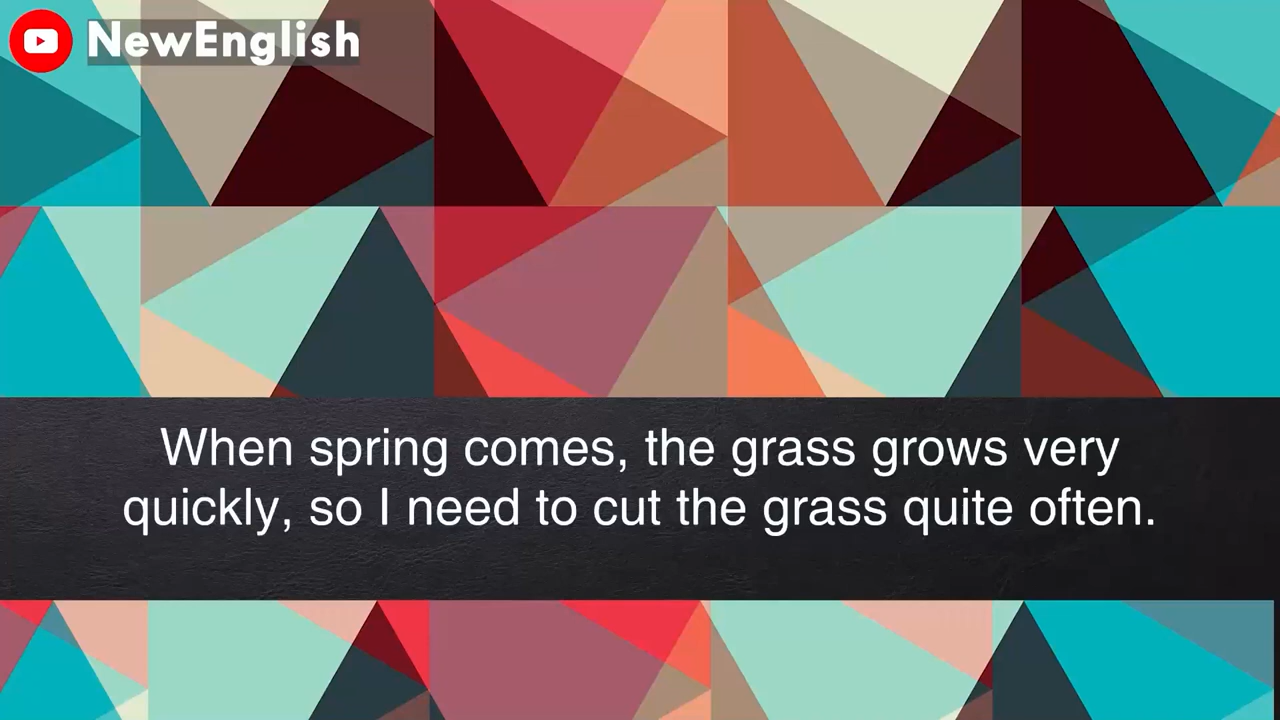 NewEnglish
When spring comes, the grass grows very
quickly, so I need to cut the grass quite often.